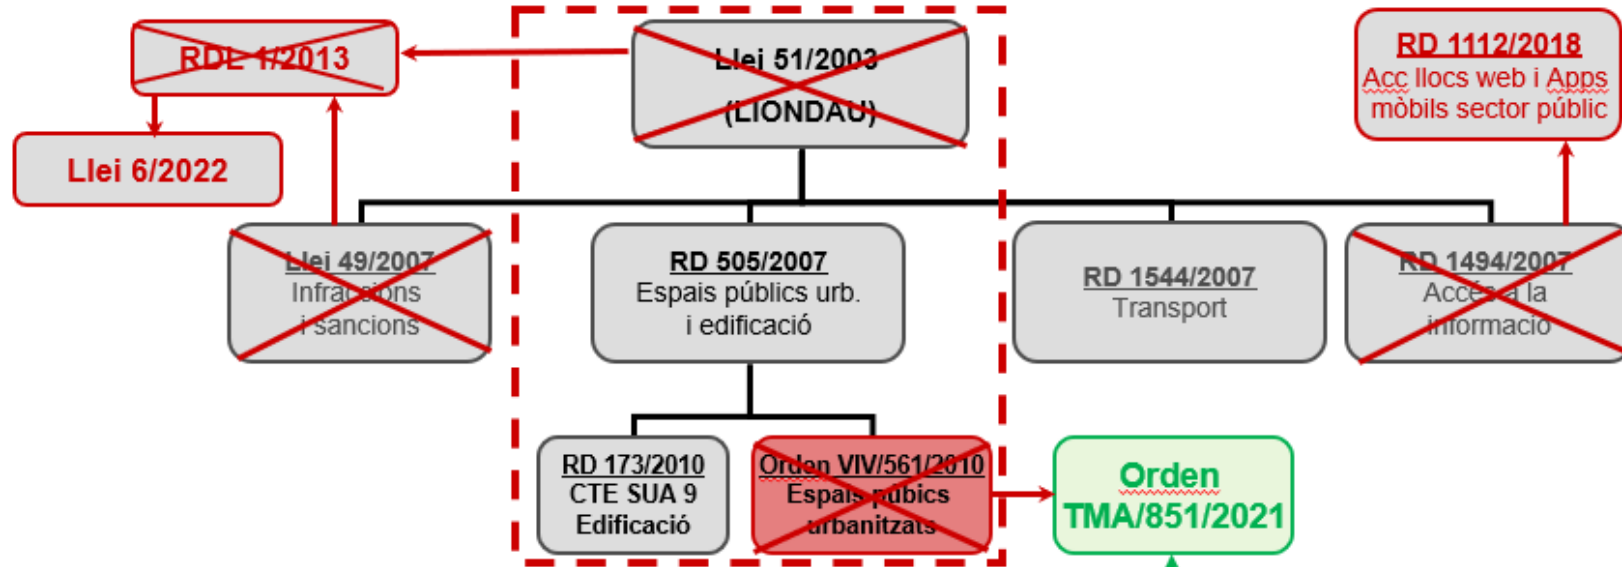 RDL 1/2013
Llei 51/2003
(LIONDAU)
RD 1112/2018
Acc llocs web i Apps
mòbils sector públic
Llei 6/2022
Llei 49/2007
Infraccions
i sancions
RD 505/2007
Espais públics urb.
i edificació
RD 1544/2007
Transport
RD 1494/2007
Accés a la
informació
RD 173/2010
CTE SUA 9
Edificació
Orden VIV/561/2010
Espais púbics
urbanitzats
Orden
TMA/851/2021